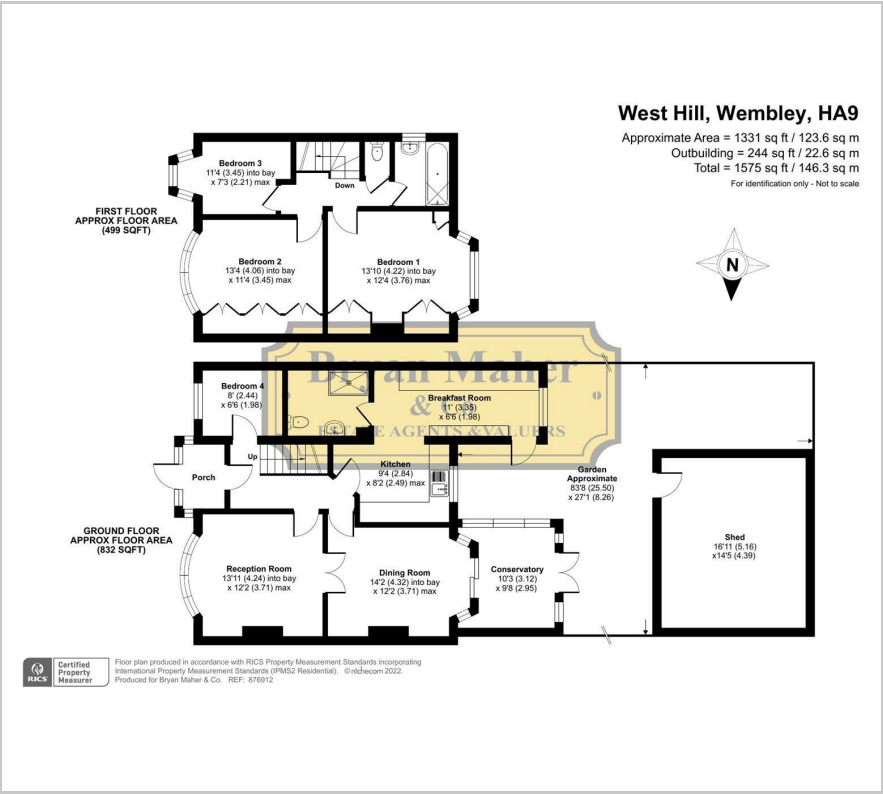 West Hill, Wembley, HA9
Approximate Area = 1331 sq ft / 123.6 sq m
Outbuilding = 244 sq ft / 22.6 sq m
Total = 1575 sq ft / 146.3 sq m
For identification only - Not to scale
N
FIRST FLOOR
APPROX FLOOR AREA
(499 SQFT)
Bedroom 3
11'4 (3.45) into bay
x 7'3 (2.21) max
Down
Bedroom 2
13'4 (4.06) into bay
x 11'4 (3.45) max
Bedroom 1
13'10 (4.22) into bay
x 12'4 (3.76) max
Bryan Maher
& Co
ESTATE AGENTS & VALUERS
GROUND FLOOR
APPROX FLOOR AREA
(832 SQFT)
Bedroom 4
8' (2.44)
x 6'6 (1.98)
Breakfast Room
11' (3.35)
x 6'6 (1.98)
Porch
Up
Kitchen
9'4 (2.84)
x 8'2 (2.49) max
Garden
Approximate
83'8 (25.50)
x 27'1 (8.26)
Reception Room
13'11 (4.24) into bay
x 12'2 (3.71) max
Dining Room
14'2 (4.32) into bay
x 12'2 (3.71) max
Conservatory
10'3 (3.12)
x 9'8 (2.95)
Shed
16'11 (5.16)
x14'5 (4.39)
RICS
Certified
Property
Measurer
Floor plan produced in accordance with RICS Property Measurement Standards incorporating
International Property Measurement Standards (IPMS2 Residential). © nichecom 2022.
Produced for Bryan Maher & Co. REF: 876912